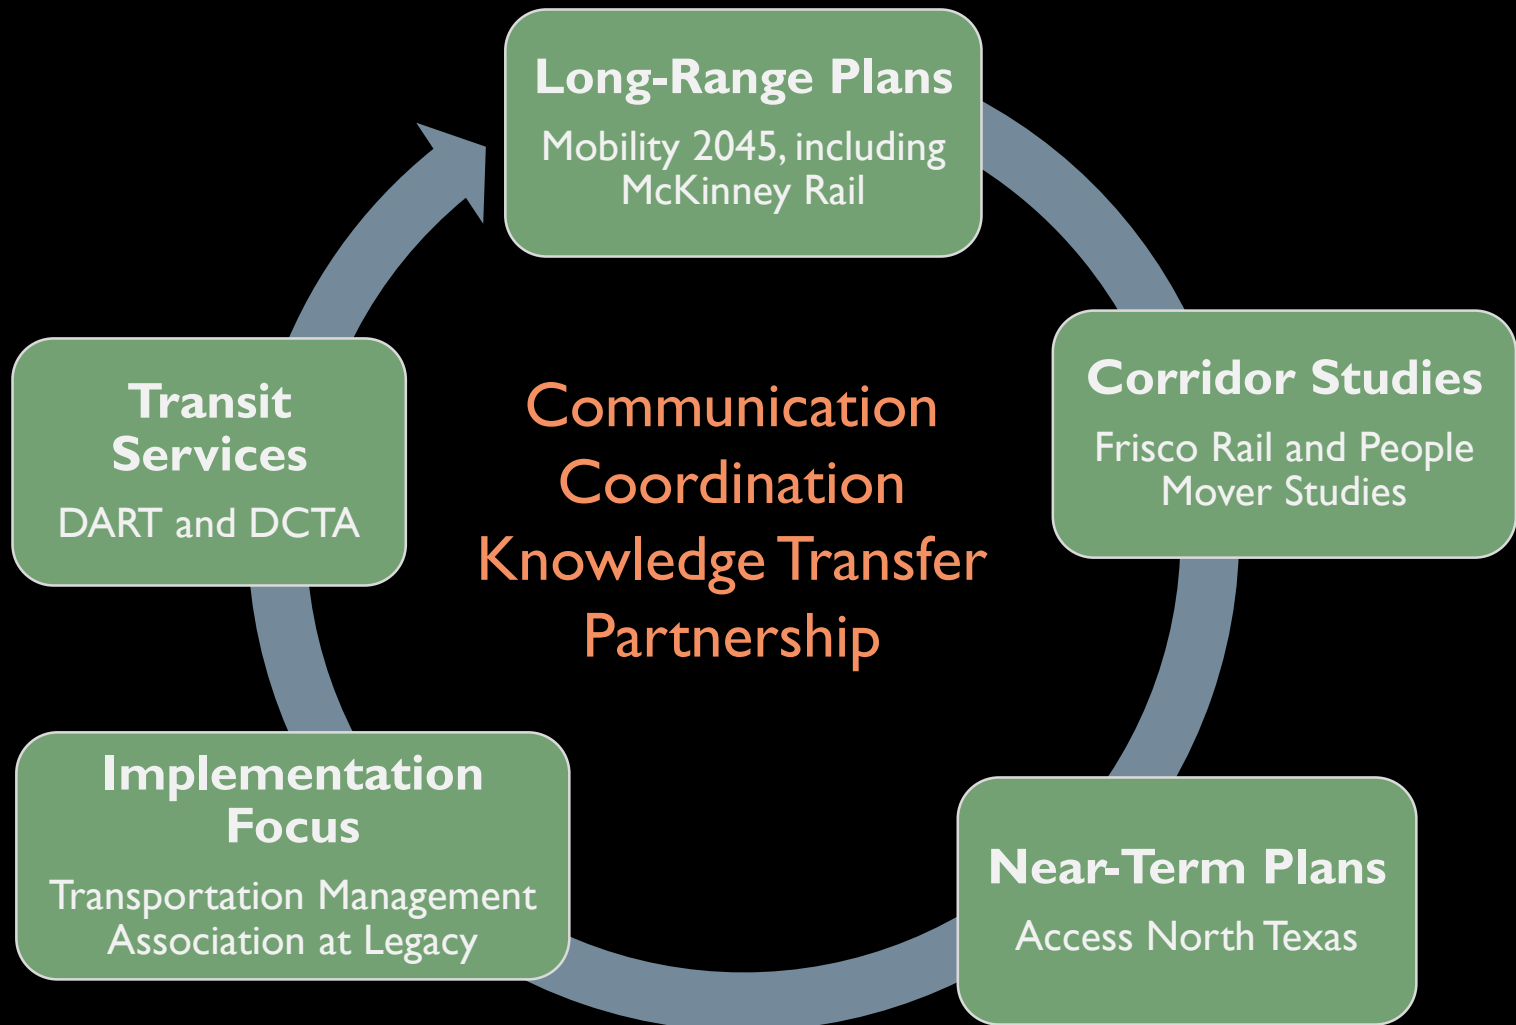 Long-Range Plans
Mobility 2045, including
McKinney Rail
Corridor Studies
Frisco Rail and People
Mover Studies
Near-Term Plans
Access North Texas
Implementation
Focus
Transportation Management
Association at Legacy
Transit
Services
DART and DCTA
Communication
Coordination
Knowledge Transfer
Partnership